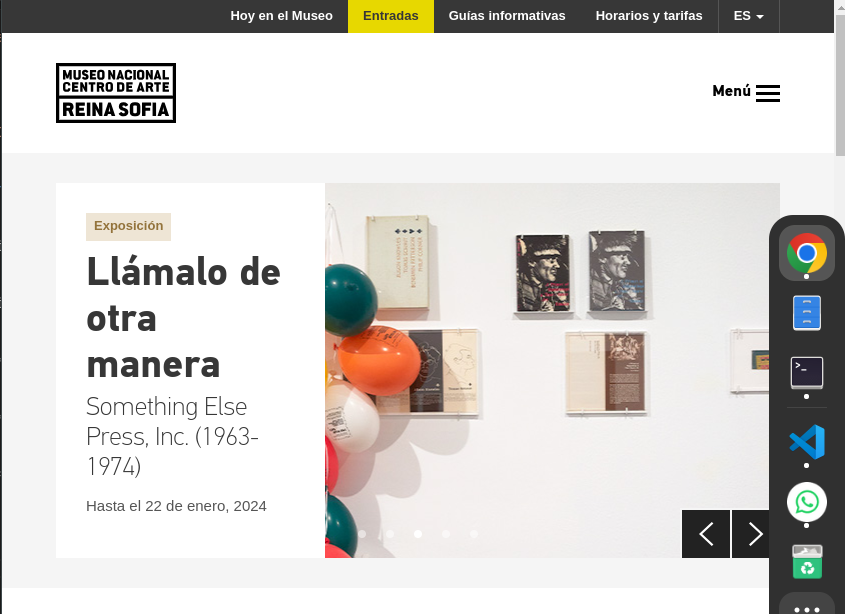 Hoy en el Museo Entradas Guías informativas Horarios y tarifas ES
MUSEO NACIONAL
CENTRO DE ARTE
REINA SOFIA
Menú
Exposición
Llámalo de
otra
manera
Something Else
Press, Inc. (1963-
1974)
Hasta el 22 de enero, 2024